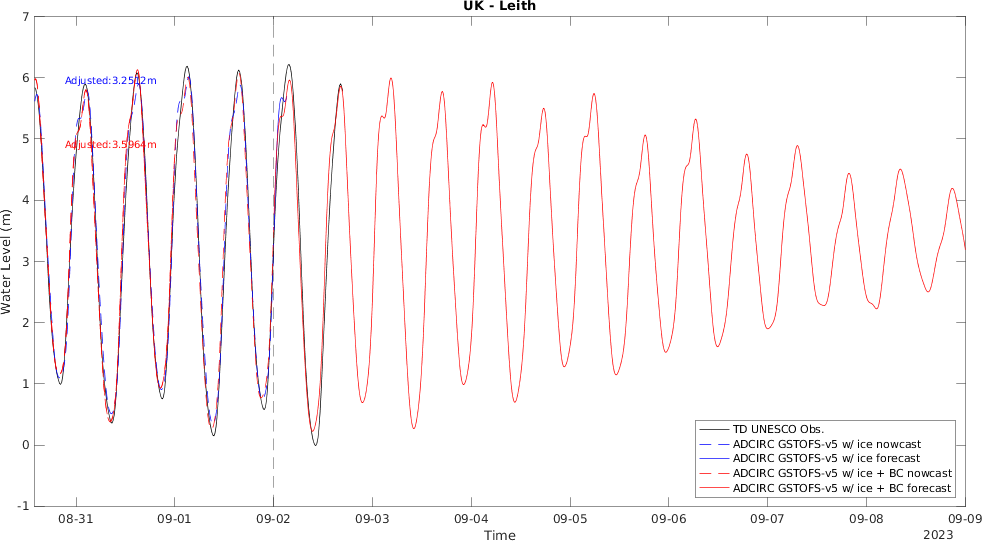 UK - Leith
7
6
5
4
3
2
1
0
-1
Water Level (m)
Adjusted:3.2512m
Adjusted:3.5964m
TD UNESCO Obs.
ADCIRC GSTOFS-v5 w/ ice nowcast
ADCIRC GSTOFS-v5 w/ ice forecast
ADCIRC GSTOFS-v5 w/ ice + BC nowcast
ADCIRC GSTOFS-v5 w/ ice + BC forecast
08-31 09-01 09-02 09-03 09-04 09-05 09-06 09-07 09-08 09-09
Time
2023